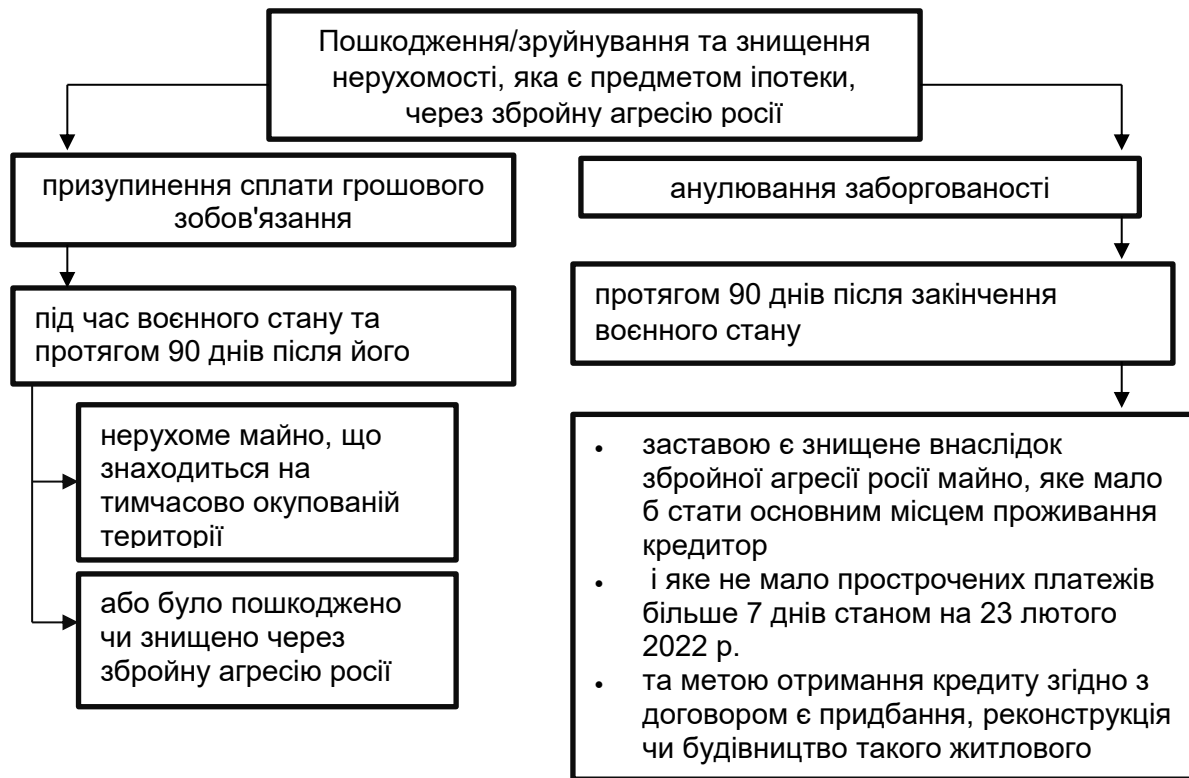 Пошкодження/зруйнування та знищення
нерухомості, яка є предметом іпотеки,
через збройну агресію росії
призупинення сплати грошового
зобов'язання
під час воєнного стану та
протягом 90 днів після його
нерухоме майно, що
знаходиться на
тимчасово окупованій
території
або було пошкоджено
чи знищено через
збройну агресію росії
анулювання заборгованості
протягом 90 днів після закінчення
воєнного стану
• заставою є знищене внаслідок
збройної агресії росії майно, яке мало
б стати основним місцем проживання
кредитор
• і яке не мало прострочених платежів
більше 7 днів станом на 23 лютого
2022 р.
• та метою отримання кредиту згідно з
договором є придбання, реконструкція
чи будівництво такого житлового